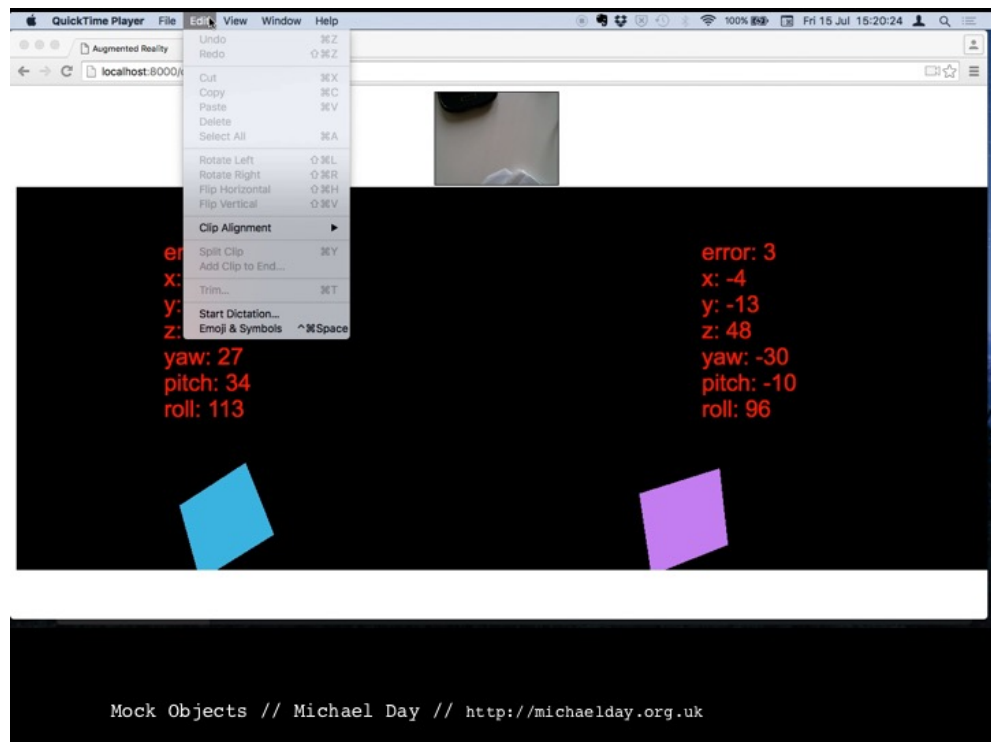 QuickTime Player File Edit View Window Help 100% Fri 15 Jul 15:20:24
Augmented Reality
localhost:8000/
Undo ⌘Z
Redo ⇧⌘Z
Cut ⌘X
Copy ⌘C
Paste ⌘V
Delete
Select All ⌘A
Rotate Left ⇧⌘L
Rotate Right ⇧⌘R
Flip Horizontal ⇧⌘H
Flip Vertical ⇧⌘V
Clip Alignment ▶
Split Clip ⌘Y
Add Clip to End...
Trim... ⌘T
Start Dictation...
Emoji & Symbols ^⌘Space
er
x:
y:
z:
yaw: 27
pitch: 34
roll: 113
error: 3
x: -4
y: -13
z: 48
yaw: -30
pitch: -10
roll: 96
Mock Objects // Michael Day // http://michaelday.org.uk